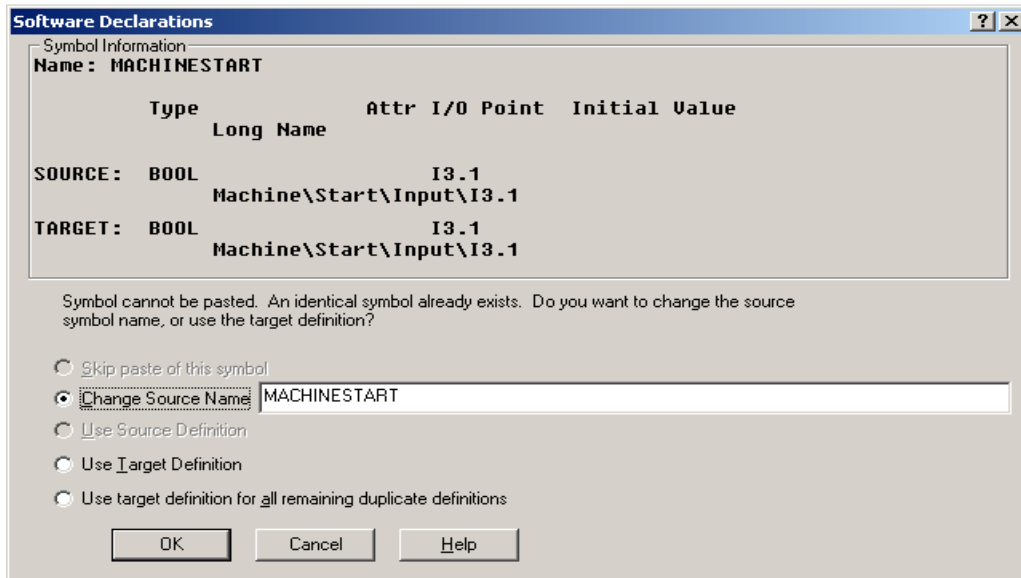 Software Declarations
Symbol Information
Name: MACHINESTART
Type Attr I/O Point Initial Value
Long Name
SOURCE: BOOL I3.1
Machine\Start\Input\I3.1
TARGET: BOOL I3.1
Machine\Start\Input\I3.1
Symbol cannot be pasted. An identical symbol already exists. Do you want to change the source
symbol name, or use the target definition?
Skip paste of this symbol
Change Source Name MACHINESTART
Use Source Definition
Use Target Definition
Use target definition for all remaining duplicate definitions
OK Cancel Help